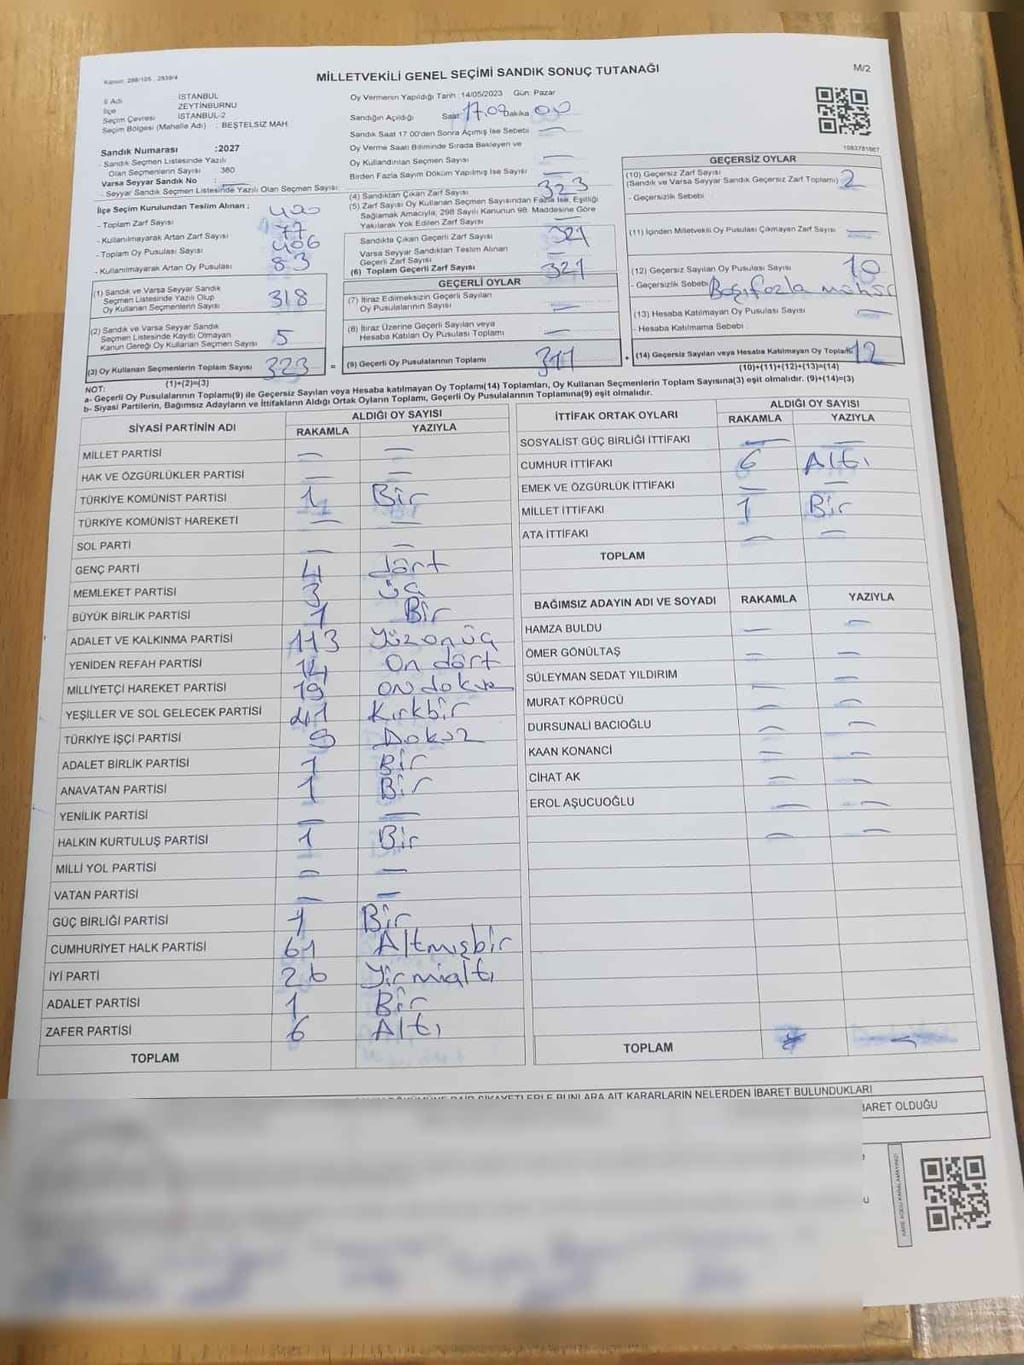 Kanun: 298/105, 2839/4
MİLLETVEKİLİ GENEL SEÇİMİ SANDIK SONUÇ TUTANAĞI
M/2
İl Adı : İSTANBUL
İlçe : ZEYTİNBURNU
Seçim Çevresi : İSTANBUL-2
Seçim Bölgesi (Mahalle Adı) : BEŞTELSİZ MAH.
Sandık Numarası :2027
- Sandık Seçmen Listesinde Yazılı
Olan Seçmenlerin Sayısı : 380
Varsa Seyyar Sandık No :
- Seyyar Sandık Seçmen Listesinde Yazılı Olan Seçmen Sayısı:
Oy Vermenin Yapıldığı Tarih :14/05/2023 Gün: Pazar
Sandığın Açıldığı Saat: 17.00 Dakika 00
Sandık Saat 17.00'den Sonra Açımış İse Sebebi —
Oy Verme Saati Bitiminde Sırada Bekleyen ve
Oy Kullandırılan Seçmen Sayısı —
Birden Fazla Sayım Döküm Yapılmış İse Sayısı —
(4) Sandıktan Çıkan Zarf Sayısı 323
(5) Zarf Sayısı Oy Kullanan Seçmen Sayısından Fazla İse, Eşitliği
Sağlamak Amacıyla, 298 Sayılı Kanunun 98. Maddesine Göre
Yakılarak Yok Edilen Zarf Sayısı —
İlçe Seçim Kurulundan Teslim Alınan ;
- Toplam Zarf Sayısı 400
- Kullanılmayarak Artan Zarf Sayısı 77
- Toplam Oy Pusulası Sayısı 406
- Kullanılmayarak Artan Oy Pusulası 83
Sandıkta Çıkan Geçerli Zarf Sayısı 321
Varsa Seyyar Sandıktan Teslim Alınan
Geçerli Zarf Sayısı —
(6) Toplam Geçerli Zarf Sayısı 321
(1) Sandık ve Varsa Seyyar Sandık
Seçmen Listesinde Yazılı Olup
Oy Kullanan Seçmenlerin Sayısı 318
(2) Sandık ve Varsa Seyyar Sandık
Seçmen Listesinde Kayıtlı Olmayan
Kanun Gereği Oy Kullanan Seçmen Sayısı 5
(3) Oy Kullanan Seçmenlerin Toplam Sayısı 323 =
(1)+(2)=(3)
GEÇERLİ OYLAR
(7) İtiraz Edilmeksizin Geçerli Sayılan
Oy Pusulalarının Sayısı —
(8) İtiraz Üzerine Geçerli Sayılan veya
Hesaba Katılan Oy Pusulası Toplamı —
(9) Geçerli Oy Pusulalarının Toplamı 311 +
1083781667
GEÇERSİZ OYLAR
(10) Geçersiz Zarf Sayısı
(Sandık ve Varsa Seyyar Sandık Geçersiz Zarf Toplamı) 2
- Geçersizlik Sebebi
(11) İçinden Milletvekili Oy Pusulası Çıkmayan Zarf Sayısı —
(12) Geçersiz Sayılan Oy Pusulası Sayısı 10
- Geçersizlik Sebebi Boş, fazla mühür
(13) Hesaba Katılmayan Oy Pusulası Sayısı —
- Hesaba Katılmama Sebebi
(14) Geçersiz Sayılan veya Hesaba Katılmayan Oy Toplamı 12
(10)+(11)+(12)+(13)=(14)
NOT:
a- Geçerli Oy Pusulalarının Toplamı(9) ile Geçersiz Sayılan veya Hesaba katılmayan Oy Toplamı(14) Toplamları, Oy Kullanan Seçmenlerin Toplam Sayısına(3) eşit olmalıdır. (9)+(14)=(3)
b- Siyasi Partilerin, Bağımsız Adayların ve İttifakların Aldığı Ortak Oyların Toplamı, Geçerli Oy Pusulalarının Toplamına(9) eşit olmalıdır.
SİYASİ PARTİNİN ADI ALDIĞI OY SAYISI
RAKAMLA YAZIYLA
MİLLET PARTİSİ — —
HAK VE ÖZGÜRLÜKLER PARTİSİ — —
TÜRKİYE KOMÜNİST PARTİSİ 1 Bir
TÜRKİYE KOMÜNİST HAREKETİ — —
SOL PARTİ — —
GENÇ PARTİ 4 dört
MEMLEKET PARTİSİ 3 üç
BÜYÜK BİRLİK PARTİSİ 1 Bir
ADALET VE KALKINMA PARTİSİ 113 Yüzonüç
YENİDEN REFAH PARTİSİ 14 On dört
MİLLİYETÇİ HAREKET PARTİSİ 19 on dokuz
YEŞİLLER VE SOL GELECEK PARTİSİ 41 Kırkbir
TÜRKİYE İŞÇİ PARTİSİ 9 Dokuz
ADALET BİRLİK PARTİSİ 1 Bir
ANAVATAN PARTİSİ 1 Bir
YENİLİK PARTİSİ — —
HALKIN KURTULUŞ PARTİSİ 1 Bir
MİLLİ YOL PARTİSİ — —
VATAN PARTİSİ — —
GÜÇ BİRLİĞİ PARTİSİ 1 Bir
CUMHURİYET HALK PARTİSİ 61 Altmışbir
İYİ PARTİ 26 Yirmialtı
ADALET PARTİSİ 1 Bir
ZAFER PARTİSİ 6 Altı
TOPLAM
İTTİFAK ORTAK OYLARI ALDIĞI OY SAYISI
RAKAMLA YAZIYLA
SOSYALİST GÜÇ BİRLİĞİ İTTİFAKI — —
CUMHUR İTTİFAKI 6 Altı
EMEK VE ÖZGÜRLÜK İTTİFAKI — —
MİLLET İTTİFAKI 1 Bir
ATA İTTİFAKI — —
TOPLAM
BAĞIMSIZ ADAYIN ADI VE SOYADI RAKAMLA YAZIYLA
HAMZA BULDU — —
ÖMER GÖNÜLTAŞ — —
SÜLEYMAN SEDAT YILDIRIM — —
MURAT KÖPRÜCÜ — —
DURSUNALİ BACIOĞLU — —
KAAN KONANCİ — —
CİHAT AK — —
EROL AŞUCUOĞLU — —
— —
TOPLAM —
ŞİKAYETLERLE BUNLARA AİT KARARLARIN NELERDEN İBARET BULUNDUKLARI
İBARET OLDUĞU